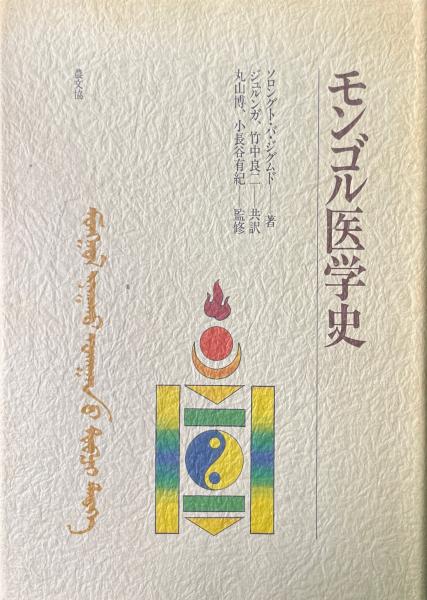 モンゴル医学史
ソロングト・バ・ジグムド―著
ジュルンガ、竹中良二 共訳
丸山博、小長谷有紀 監修
農文協